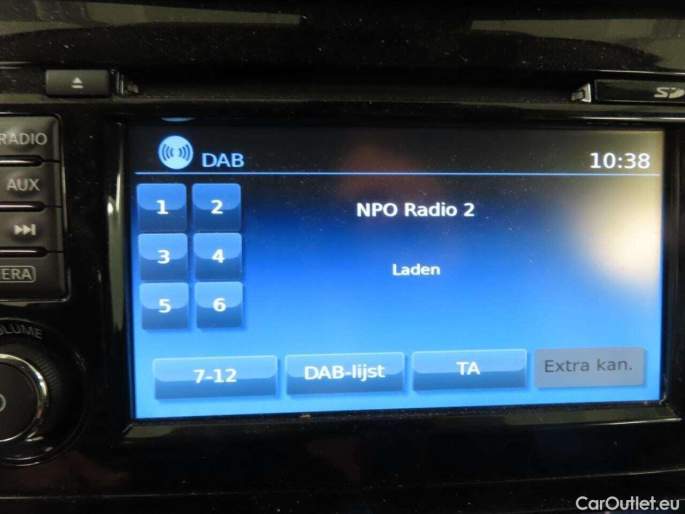 SD
RADIO
AUX
ERA
VOLUME
DAB
10:38
1 2
3 4
5 6
NPO Radio 2
Laden
7-12 DAB-lijst TA Extra kan.
CarOutlet.eu